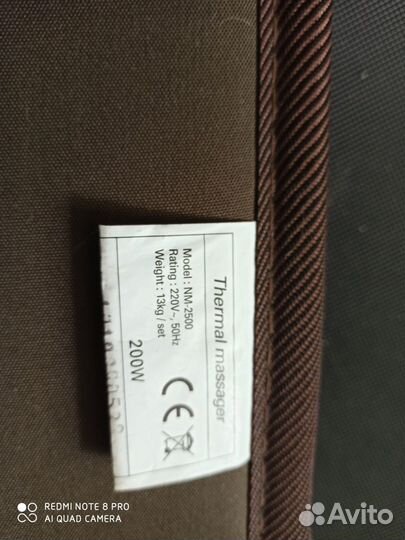 Thermal massager
Model : NM-2500
Rating : 220V~, 50Hz
Weight : 13kg / set
200W
CE
REDMI NOTE 8 PRO
AI QUAD CAMERA
Avito